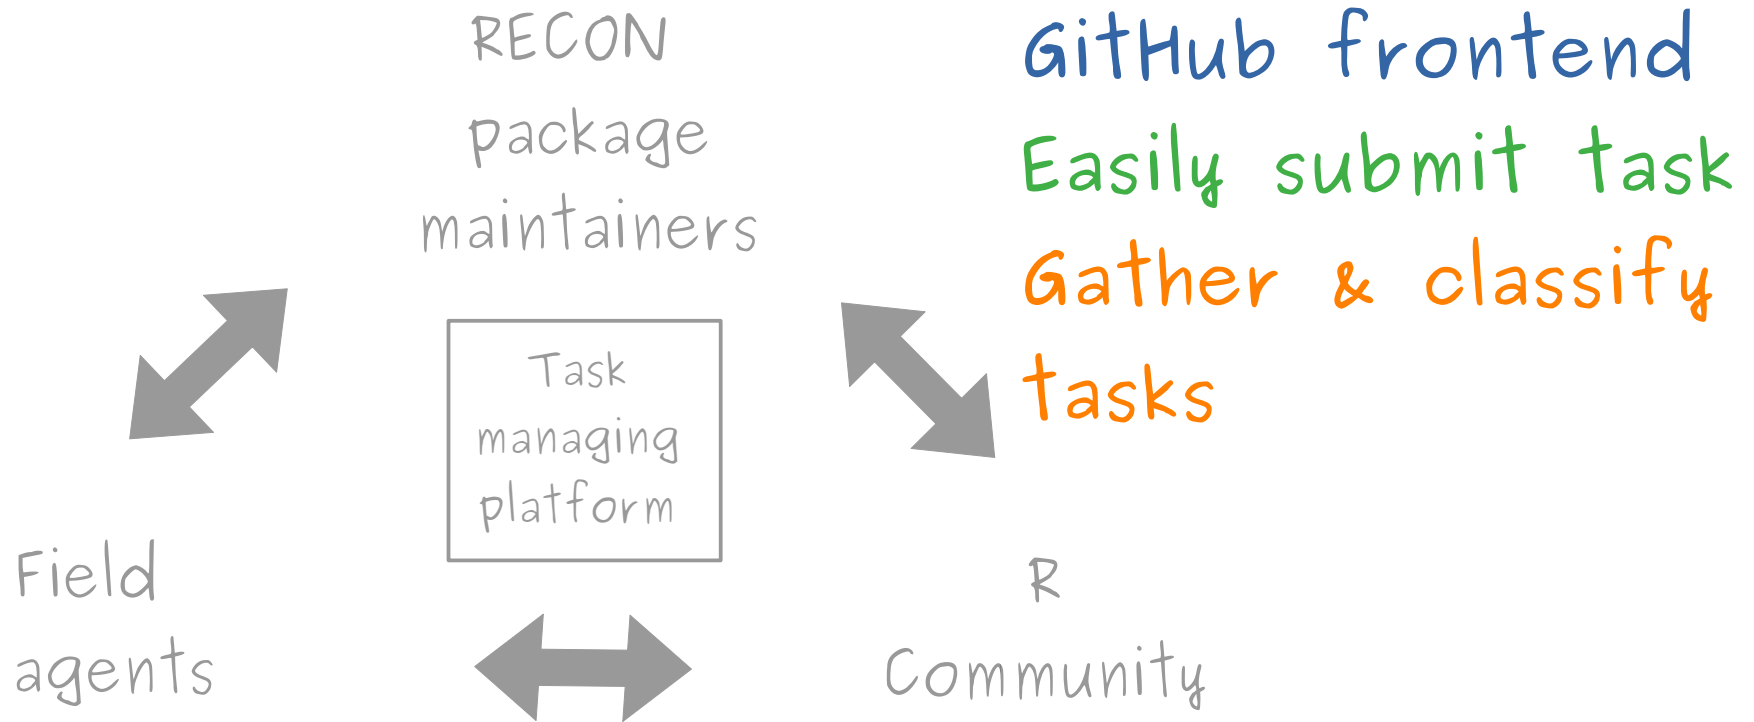 RECON
package
maintainers
GitHub frontend
Easily submit task
Gather & classify
tasks
Task
managing
platform
Field
agents
R
Community